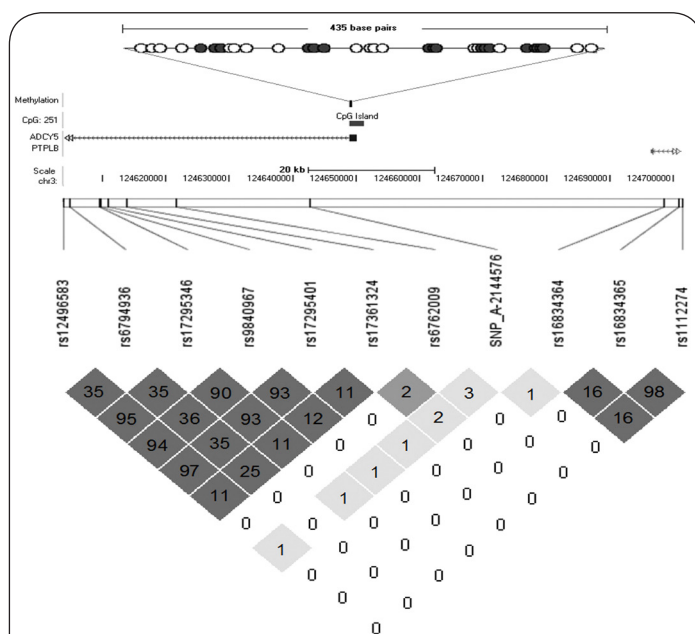 435 base pairs
Methylation
CpG: 251 CpG Island
ADCY5
PTPLB
Scale 20 kb
chr3: 124620000| 124630000| 124640000| 124650000| 124660000| 124670000| 124680000| 124690000| 124700000|
rs12496583
rs6794936
rs17295346
rs9840967
rs17295401
rs17361324
rs6762009
SNP_A-2144576
rs16834364
rs16834365
rs1112274
35 35 90 93 11 2 3 1 16 98
95 36 93 12 0 2 0 0 16
94 35 11 0 1 0 0 0
97 25 0 1 0 0 0
11 0 1 0 0 0
0 0 0 0 0
1 0 0 0
0 0 0
0 0
0